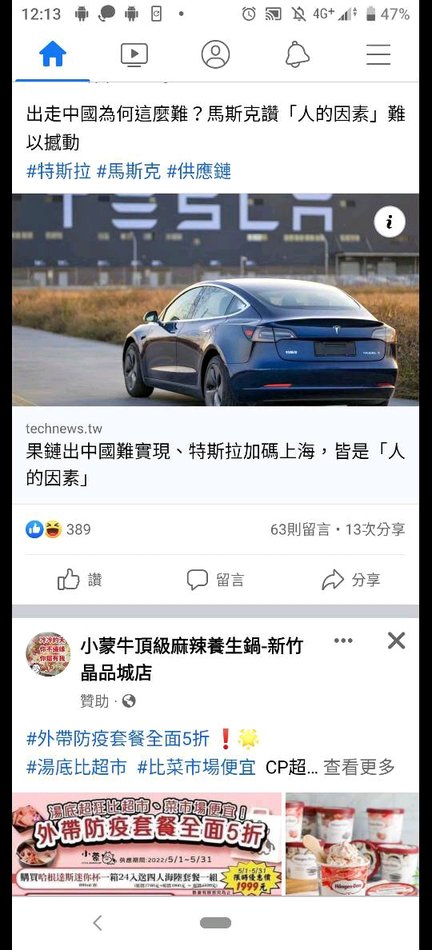 12:13
4G+
47%
出走中國為何這麼難？馬斯克讚「人的因素」難
以撼動
#特斯拉 #馬斯克 #供應鏈
TESLA
technews.tw
果鏈出中國難實現、特斯拉加碼上海，皆是「人
的因素」
389
63則留言・13次分享
讚
留言
分享
小蒙牛頂級麻辣養生鍋-新竹
晶品城店
贊助
#外帶防疫套餐全面5折❗🌟
#湯底比超市 #比菜市場便宜 CP超... 查看更多
湯底超狂比超市、菜市場便宜！
外帶防疫套餐全面5折
小蒙牛
供應期間:2022/5/1~5/31
購買哈根達斯迷你杯一箱24入送四人海陸套餐一組
5/1-5/31
限時優惠價
1999元
Häagen-Dazs